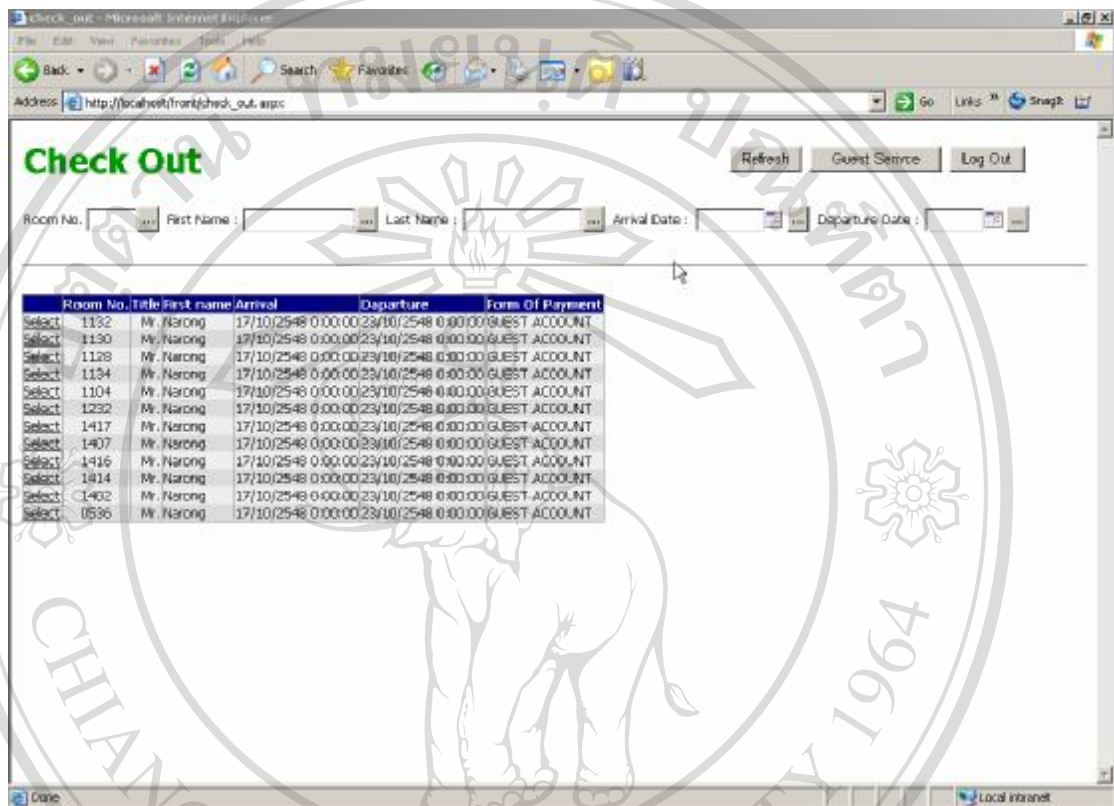 check_out - Microsoft Internet Explorer
File Edit View Favorites Tools Help
Back Search Favorites
Address http://localhost/front/check_out.aspx Go Links » SnagIt
Check Out
Refresh Guest Serivce Log Out
Room No. ... First Name : ... Last Name : ... Arrival Date : ... Departure Date : ...
Room No. Title First name Arrival Departure Form Of Payment
Select 1132 Mr. Narong 17/10/2548 0:00:00 23/10/2548 0:00:00 GUEST ACCOUNT
Select 1130 Mr. Narong 17/10/2548 0:00:00 23/10/2548 0:00:00 GUEST ACCOUNT
Select 1128 Mr. Narong 17/10/2548 0:00:00 23/10/2548 0:00:00 GUEST ACCOUNT
Select 1134 Mr. Narong 17/10/2548 0:00:00 23/10/2548 0:00:00 GUEST ACCOUNT
Select 1104 Mr. Narong 17/10/2548 0:00:00 23/10/2548 0:00:00 GUEST ACCOUNT
Select 1232 Mr. Narong 17/10/2548 0:00:00 23/10/2548 0:00:00 GUEST ACCOUNT
Select 1417 Mr. Narong 17/10/2548 0:00:00 23/10/2548 0:00:00 GUEST ACCOUNT
Select 1407 Mr. Narong 17/10/2548 0:00:00 23/10/2548 0:00:00 GUEST ACCOUNT
Select 1416 Mr. Narong 17/10/2548 0:00:00 23/10/2548 0:00:00 GUEST ACCOUNT
Select 1414 Mr. Narong 17/10/2548 0:00:00 23/10/2548 0:00:00 GUEST ACCOUNT
Select 1402 Mr. Narong 17/10/2548 0:00:00 23/10/2548 0:00:00 GUEST ACCOUNT
Select 0536 Mr. Narong 17/10/2548 0:00:00 23/10/2548 0:00:00 GUEST ACCOUNT
Done Local intranet
1964